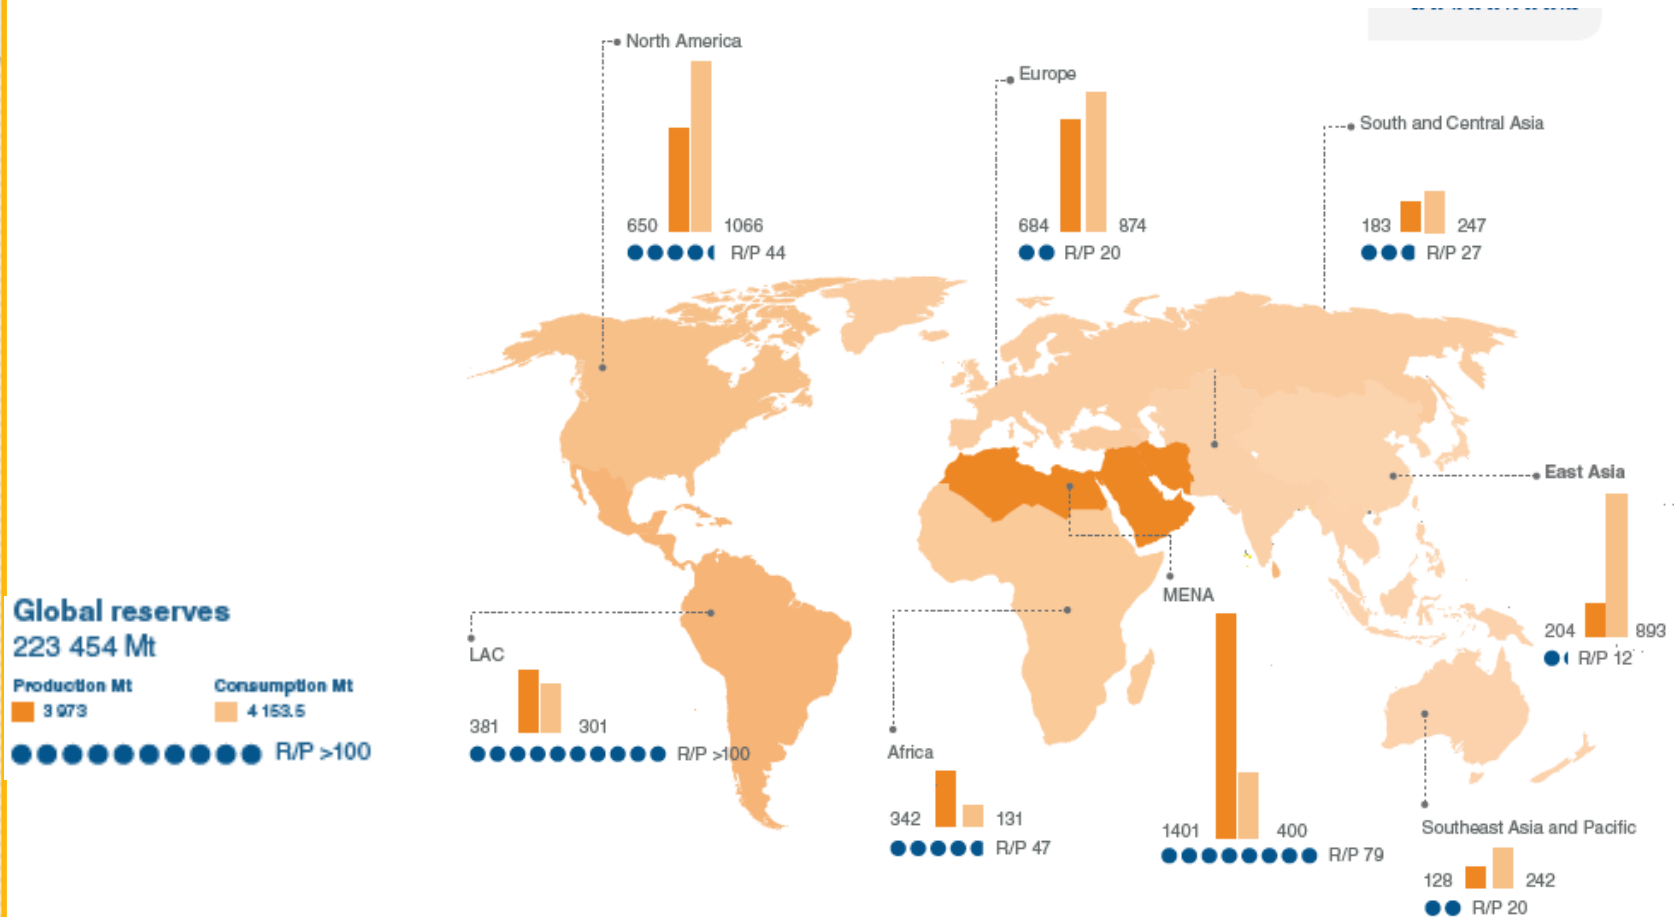 North America
650 1066
R/P 44
Europe
684 874
R/P 20
South and Central Asia
183 247
R/P 27
East Asia
204 893
R/P 12
MENA
1401 400
R/P 79
Global reserves
223 454 Mt
Production Mt Consumption Mt
3 973 4 153.5
R/P >100
LAC
381 301
R/P >100
Africa
342 131
R/P 47
Southeast Asia and Pacific
128 242
R/P 20